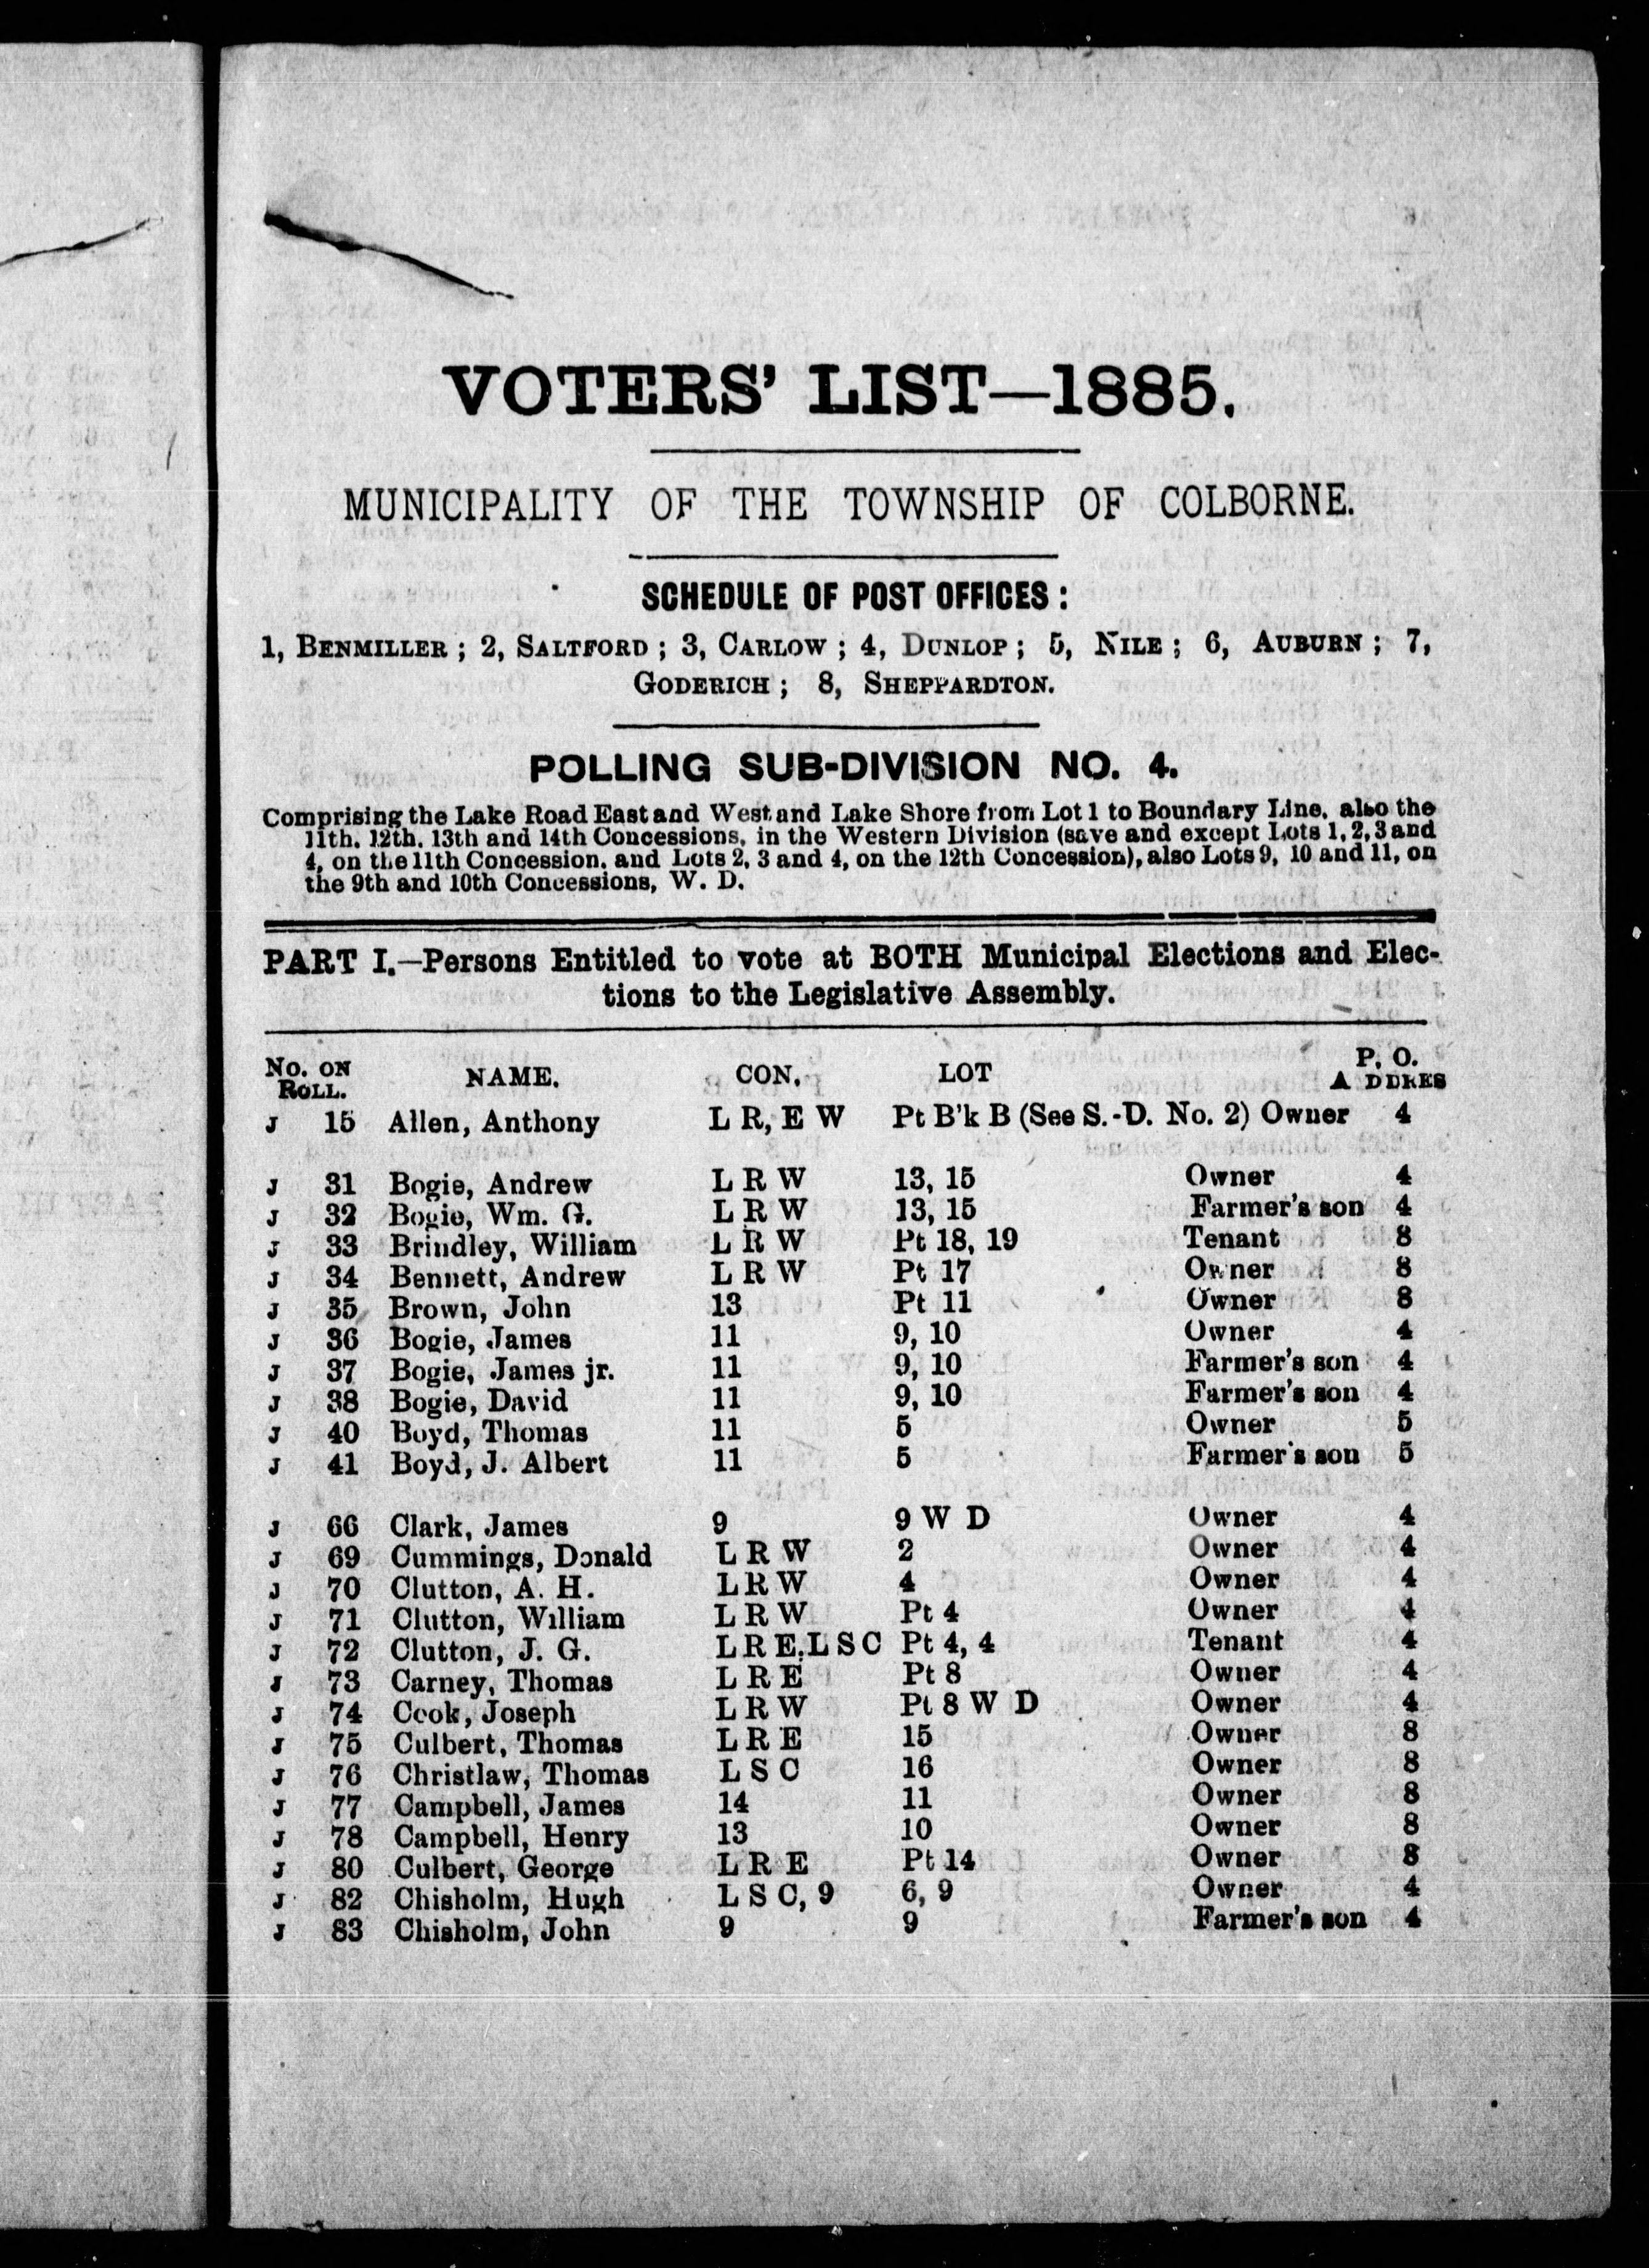 VOTERS' LIST—1885.
MUNICIPALITY OF THE TOWNSHIP OF COLBORNE.
SCHEDULE OF POST OFFICES:
1, BENMILLER; 2, SALTFORD; 3, CARLOW; 4, DUNLOP; 5, NILE; 6, AUBURN; 7,
GODERICH; 8, SHEPPARDTON.
POLLING SUB-DIVISION NO. 4.
Comprising the Lake Road East and West and Lake Shore from Lot 1 to Boundary Line, also the
11th, 12th, 13th and 14th Concessions, in the Western Division (save and except Lots 1, 2, 3 and
4, on the 11th Concession, and Lots 2, 3 and 4, on the 12th Concession), also Lots 9, 10 and 11, on
the 9th and 10th Concessions, W. D.
PART I.—Persons Entitled to vote at BOTH Municipal Elections and Elec-
tions to the Legislative Assembly.
No. ON ROLL. NAME. CON. LOT P. O. ADDRES
J 15 Allen, Anthony L R, E W Pt B'k B (See S.-D. No. 2) Owner 4
J 31 Bogie, Andrew L R W 13, 15 Owner 4
J 32 Bogie, Wm. G. L R W 13, 15 Farmer's son 4
J 33 Brindley, William L R W Pt 18, 19 Tenant 8
J 34 Bennett, Andrew L R W Pt 17 Owner 8
J 35 Brown, John 13 Pt 11 Owner 8
J 36 Bogie, James 11 9, 10 Owner 4
J 37 Bogie, James jr. 11 9, 10 Farmer's son 4
J 38 Bogie, David 11 9, 10 Farmer's son 4
J 40 Boyd, Thomas 11 5 Owner 5
J 41 Boyd, J. Albert 11 5 Farmer's son 5
J 66 Clark, James 9 9 W D Owner 4
J 69 Cummings, Donald L R W 2 Owner 4
J 70 Clutton, A. H. L R W 4 Owner 4
J 71 Clutton, William L R W Pt 4 Owner 4
J 72 Clutton, J. G. L R E, L S C Pt 4, 4 Tenant 4
J 73 Carney, Thomas L R E Pt 8 Owner 4
J 74 Cook, Joseph L R W Pt 8 W D Owner 4
J 75 Culbert, Thomas L R E 15 Owner 8
J 76 Christlaw, Thomas L S C 16 Owner 8
J 77 Campbell, James 14 11 Owner 8
J 78 Campbell, Henry 13 10 Owner 8
J 80 Culbert, George L R E Pt 14 Owner 8
J 82 Chisholm, Hugh L S C, 9 6, 9 Owner 4
J 83 Chisholm, John 9 9 Farmer's son 4